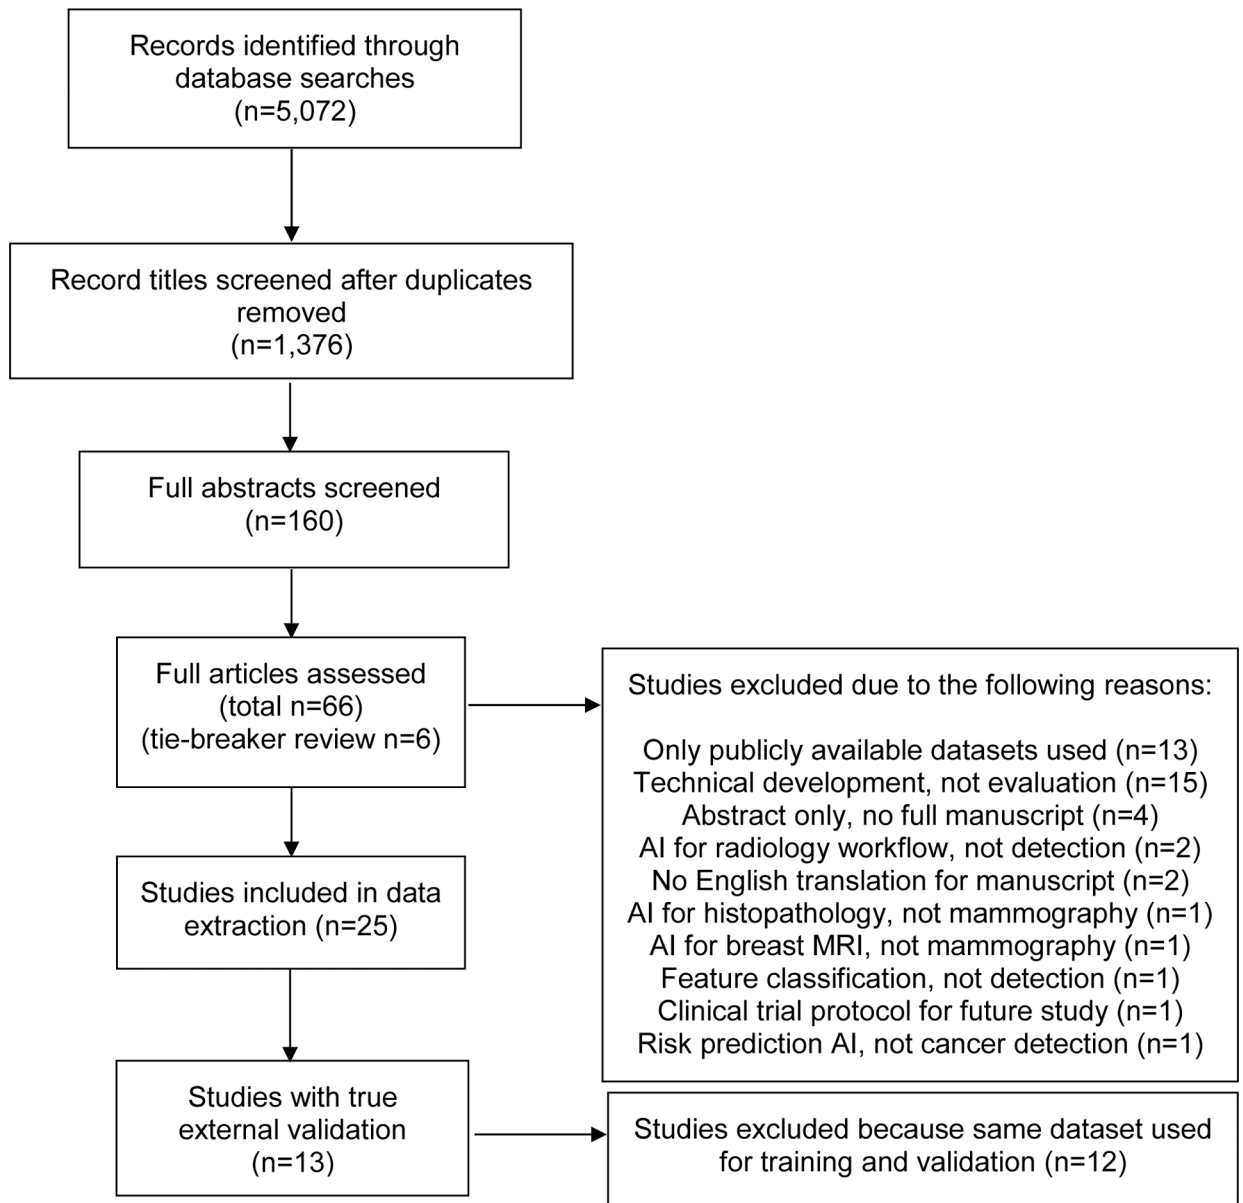 Records identified through
database searches
(n=5,072)
Record titles screened after duplicates
removed
(n=1,376)
Full abstracts screened
(n=160)
Full articles assessed
(total n=66)
(tie-breaker review n=6)
Studies excluded due to the following reasons:
Only publicly available datasets used (n=13)
Technical development, not evaluation (n=15)
Abstract only, no full manuscript (n=4)
AI for radiology workflow, not detection (n=2)
No English translation for manuscript (n=2)
AI for histopathology, not mammography (n=1)
AI for breast MRI, not mammography (n=1)
Feature classification, not detection (n=1)
Clinical trial protocol for future study (n=1)
Risk prediction AI, not cancer detection (n=1)
Studies included in data
extraction (n=25)
Studies with true
external validation
(n=13)
Studies excluded because same dataset used
for training and validation (n=12)